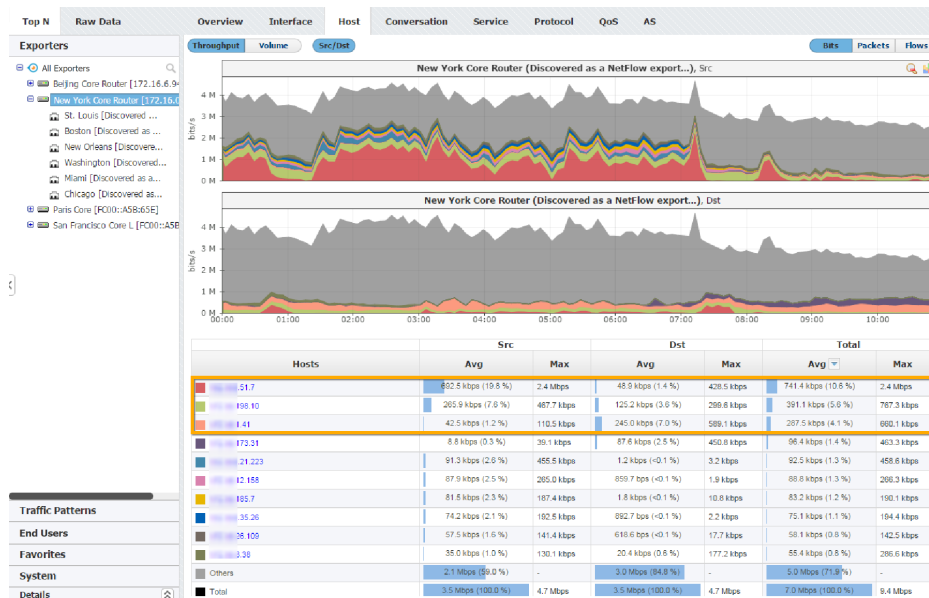 Top N Raw Data Overview Interface Host Conversation Service Protocol QoS AS
Exporters Throughput Volume Src/Dst Bits Packets Flows
All Exporters
Beijing Core Router [172.16.6.9
New York Core Router [172.16.0
St. Louis [Discovered ...
Boston [Discovered as ...
New Orleans [Discovere...
Washington [Discovered...
Miami [Discovered as a...
Chicago [Discovered as...
Paris Core [FC00::A5B:65E]
San Francisco Core L [FC00::A5B
New York Core Router (Discovered as a NetFlow export...), Src
bits/s
4 M
3 M
2 M
1 M
0 M
New York Core Router (Discovered as a NetFlow export...), Dst
bits/s
4 M
3 M
2 M
1 M
0 M
00:00 01:00 02:00 03:00 04:00 05:00 06:00 07:00 08:00 09:00 10:00
Src Dst Total
Hosts Avg Max Avg Max Avg Max
.51.7 692.5 kbps (19.8 %) 2.4 Mbps 48.9 kbps (1.4 %) 428.5 kbps 741.4 kbps (10.6 %) 2.4 Mbps
198.10 265.9 kbps (7.6 %) 467.7 kbps 125.2 kbps (3.6 %) 299.6 kbps 391.1 kbps (5.6 %) 767.3 kbps
.41 42.5 kbps (1.2 %) 110.5 kbps 245.0 kbps (7.0 %) 589.1 kbps 287.5 kbps (4.1 %) 660.1 kbps
173.31 8.8 kbps (0.3 %) 39.1 kbps 87.6 kbps (2.5 %) 450.8 kbps 96.4 kbps (1.4 %) 463.3 kbps
21.223 91.3 kbps (2.6 %) 455.5 kbps 1.2 kbps (<0.1 %) 3.2 kbps 92.5 kbps (1.3 %) 458.6 kbps
12.158 87.9 kbps (2.5 %) 265.0 kbps 859.7 bps (<0.1 %) 1.9 kbps 88.8 kbps (1.3 %) 266.3 kbps
185.7 81.5 kbps (2.3 %) 187.4 kbps 1.8 kbps (<0.1 %) 10.8 kbps 83.2 kbps (1.2 %) 190.1 kbps
.35.26 74.2 kbps (2.1 %) 192.5 kbps 892.7 bps (<0.1 %) 2.2 kbps 75.1 kbps (1.1 %) 194.4 kbps
26.109 57.5 kbps (1.6 %) 141.4 kbps 618.6 bps (<0.1 %) 17.7 kbps 58.1 kbps (0.8 %) 142.5 kbps
.38 35.0 kbps (1.0 %) 130.1 kbps 20.4 kbps (0.6 %) 177.2 kbps 55.4 kbps (0.8 %) 286.6 kbps
Others 2.1 Mbps (59.0 %) - 3.0 Mbps (84.8 %) - 5.0 Mbps (71.9 %) -
Total 3.5 Mbps (100.0 %) 4.7 Mbps 3.5 Mbps (100.0 %) 4.7 Mbps 7.0 Mbps (100.0 %) 9.4 Mbps
Traffic Patterns
End Users
Favorites
System
Details